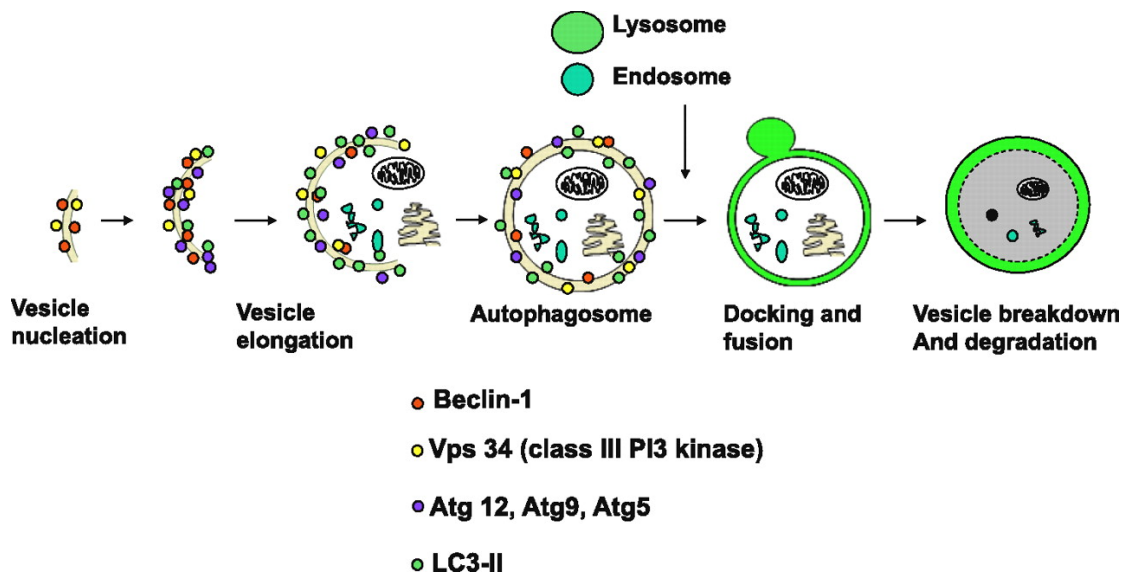 Lysosome
Endosome
Vesicle
nucleation
Vesicle
elongation
Autophagosome
Docking and
fusion
Vesicle breakdown
And degradation
Beclin-1
Vps 34 (class III PI3 kinase)
Atg 12, Atg9, Atg5
LC3-II